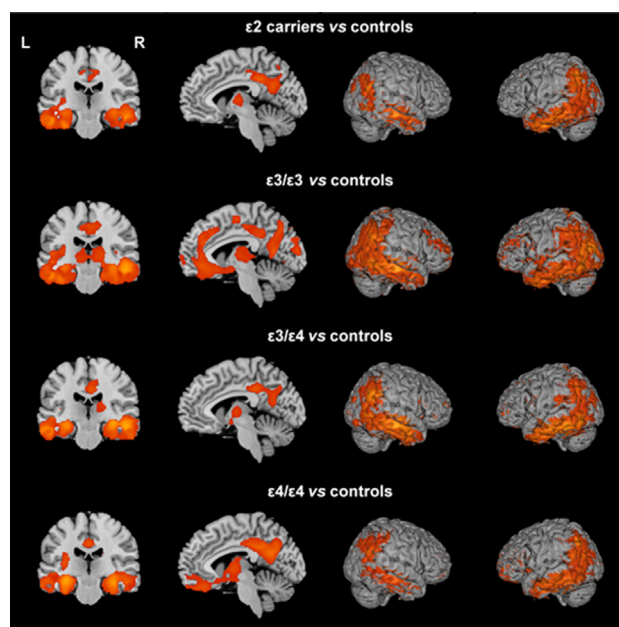 ε2 carriers vs controls
L R
ε3/ε3 vs controls
ε3/ε4 vs controls
ε4/ε4 vs controls